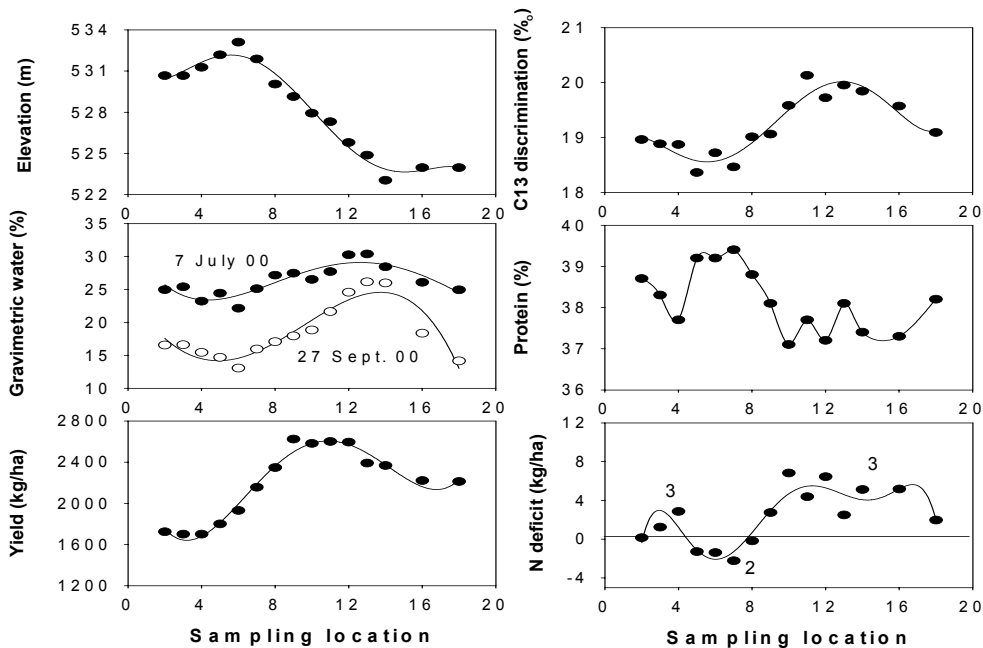 Elevation (m)
534
531
528
525
522
0 4 8 12 16 20
C13 discrimination (‰)
21
20
19
18
0 4 8 12 16 20
Gravimetric water (%)
35
30
25
20
15
10
7 July 00
27 Sept. 00
0 4 8 12 16 20
Protein (%)
40
39
38
37
36
0 4 8 12 16 20
Yield (kg/ha)
2800
2400
2000
1600
1200
0 4 8 12 16 20
Sampling location
N deficit (kg/ha)
12
8
4
0
-4
3
3
2
0 4 8 12 16 20
Sampling location